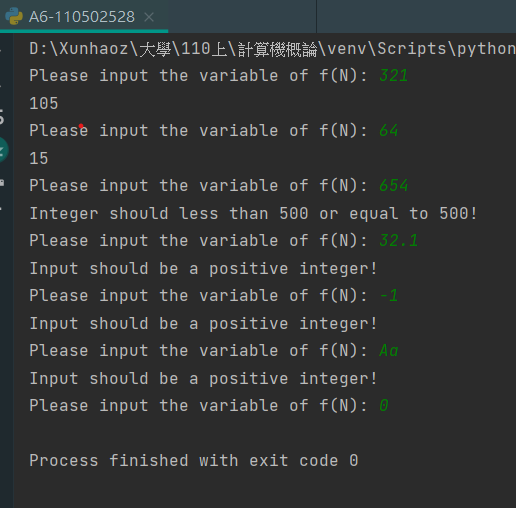 A6-110502528
D:\Xunhaoz\大學\110上\計算機概論\venv\Scripts\python
Please input the variable of f(N): 321
105
Please input the variable of f(N): 64
15
Please input the variable of f(N): 654
Integer should less than 500 or equal to 500!
Please input the variable of f(N): 32.1
Input should be a positive integer!
Please input the variable of f(N): -1
Input should be a positive integer!
Please input the variable of f(N): Aa
Input should be a positive integer!
Please input the variable of f(N): 0
Process finished with exit code 0